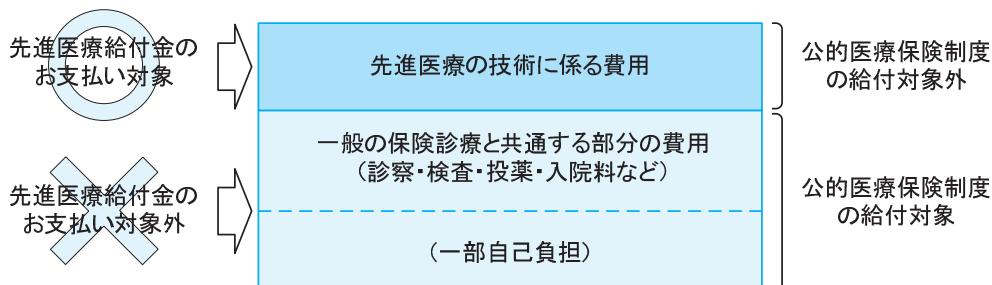 先進医療給付金の
お支払い対象
先進医療の技術に係る費用
公的医療保険制度
の給付対象外
一般の保険診療と共通する部分の費用
（診察・検査・投薬・入院料など）
先進医療給付金の
お支払い対象外
（一部自己負担）
公的医療保険制度
の給付対象